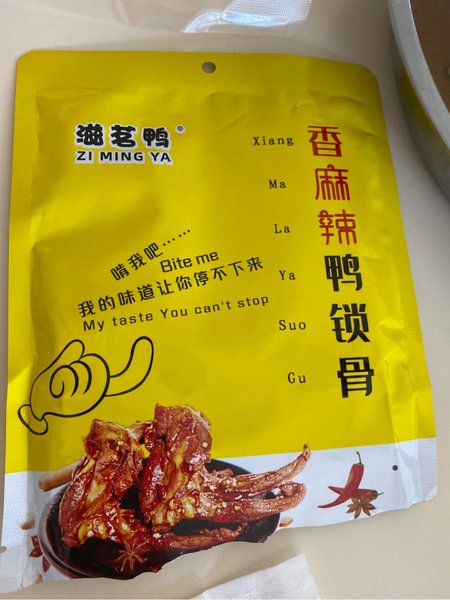 滋茗鸭®
ZI MING YA
Xiang
Ma
La
Ya
Suo
Gu
香麻辣鸭锁骨
啃我吧……
Bite me
我的味道让你停不下来
My taste You can't stop